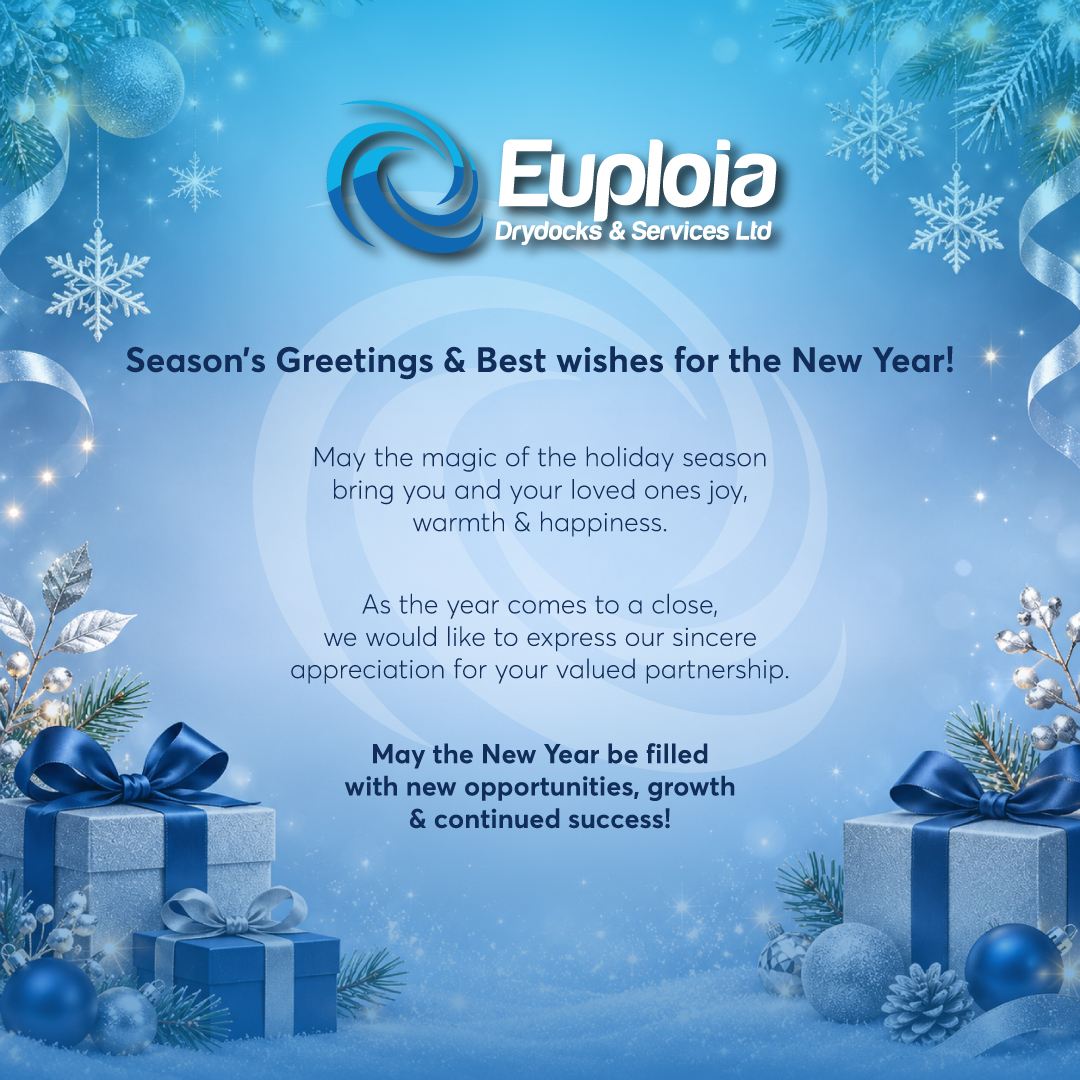 Euploia
Drydocks & Services Ltd
Season's Greetings & Best wishes for the New Year!
May the magic of the holiday season
bring you and your loved ones joy,
warmth & happiness.
As the year comes to a close,
we would like to express our sincere
appreciation for your valued partnership.
May the New Year be filled
with new opportunities, growth
& continued success!